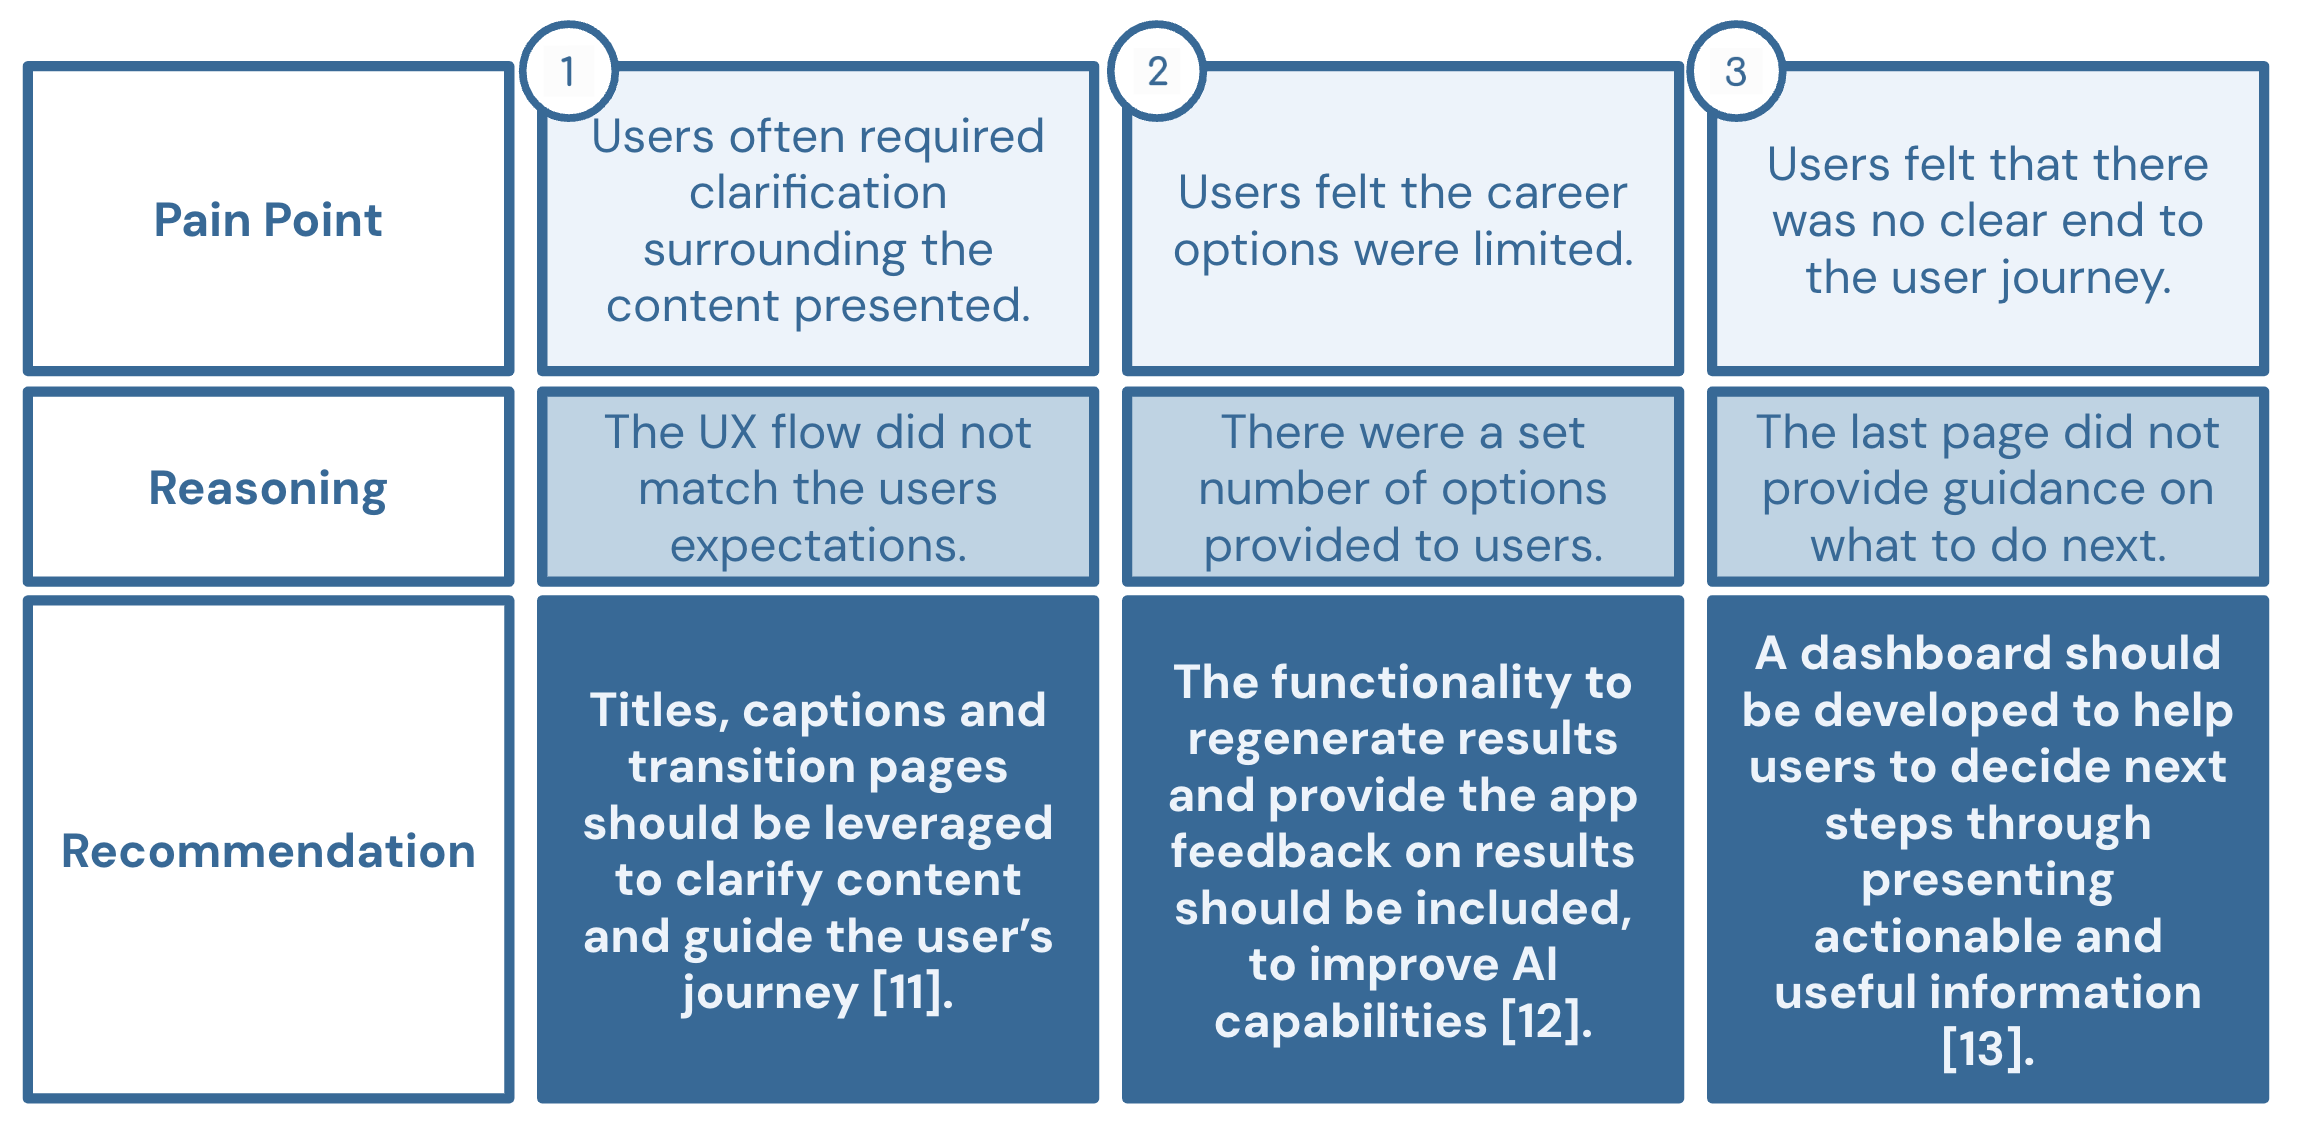 1
2
3
Pain Point
Users often required
clarification
surrounding the
content presented.
Users felt the career
options were limited.
Users felt that there
was no clear end to
the user journey.
Reasoning
The UX flow did not
match the users
expectations.
There were a set
number of options
provided to users.
The last page did not
provide guidance on
what to do next.
Recommendation
Titles, captions and
transition pages
should be leveraged
to clarify content
and guide the user’s
journey [11].
The functionality to
regenerate results
and provide the app
feedback on results
should be included,
to improve AI
capabilities [12].
A dashboard should
be developed to help
users to decide next
steps through
presenting
actionable and
useful information
[13].